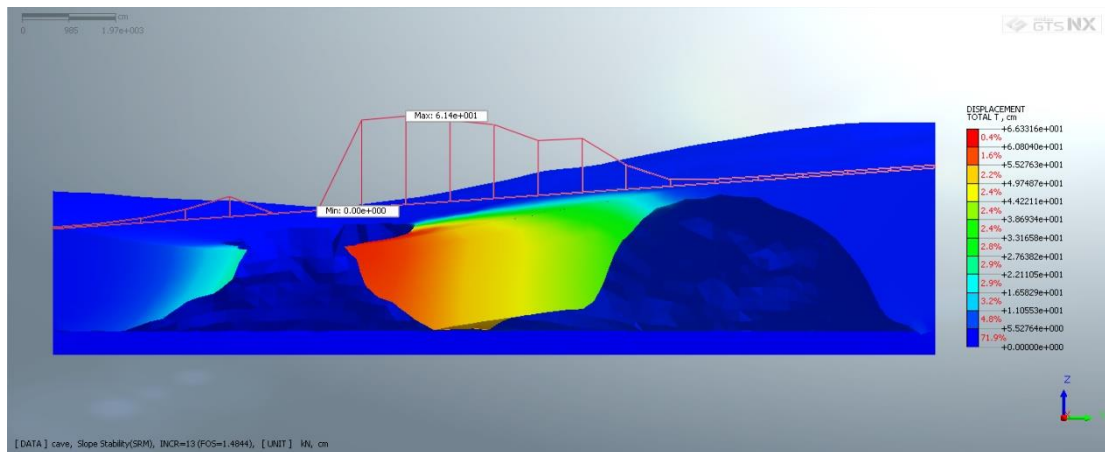 cm
0 985 1.97e+003
GTS NX
Max: 6.14e+001
Min: 0.00e+000
DISPLACEMENT
TOTAL T , cm
+6.63316e+001
0.4%
+6.08040e+001
1.6%
+5.52763e+001
2.2%
+4.97487e+001
2.4%
+4.42211e+001
2.4%
+3.86934e+001
2.4%
+3.31658e+001
2.8%
+2.76382e+001
2.9%
+2.21105e+001
2.9%
+1.65829e+001
3.2%
+1.10553e+001
4.8%
+5.52764e+000
71.9%
+0.00000e+000
Z
[ DATA ] cave, Slope Stability(SRM), INCR=13 (FOS=1.4844), [ UNIT ] kN, cm